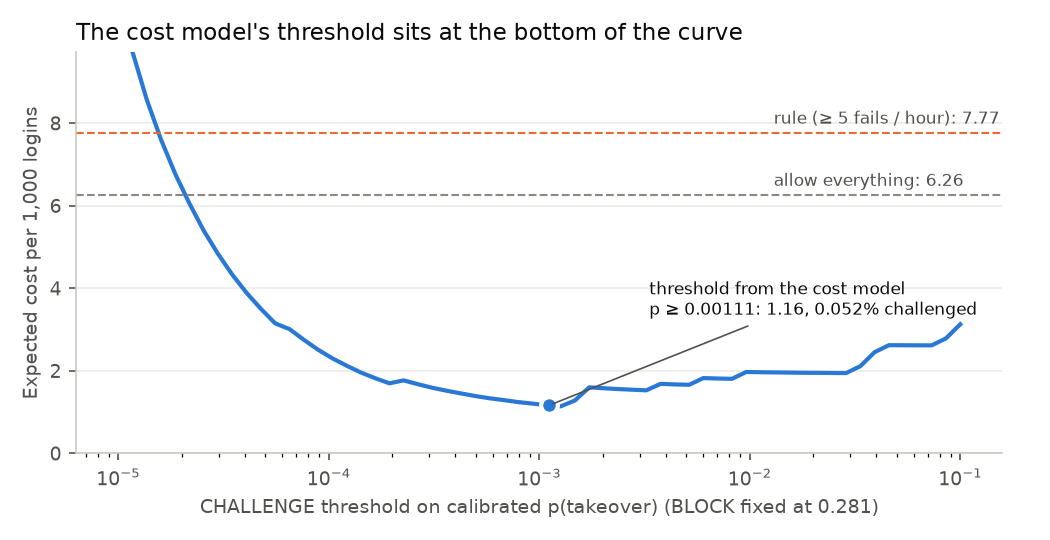 The cost model's threshold sits at the bottom of the curve
Expected cost per 1,000 logins
8
6
4
2
0
rule (≥ 5 fails / hour): 7.77
allow everything: 6.26
threshold from the cost model
p ≥ 0.00111: 1.16, 0.052% challenged
10⁻⁵ 10⁻⁴ 10⁻³ 10⁻² 10⁻¹
CHALLENGE threshold on calibrated p(takeover) (BLOCK fixed at 0.281)